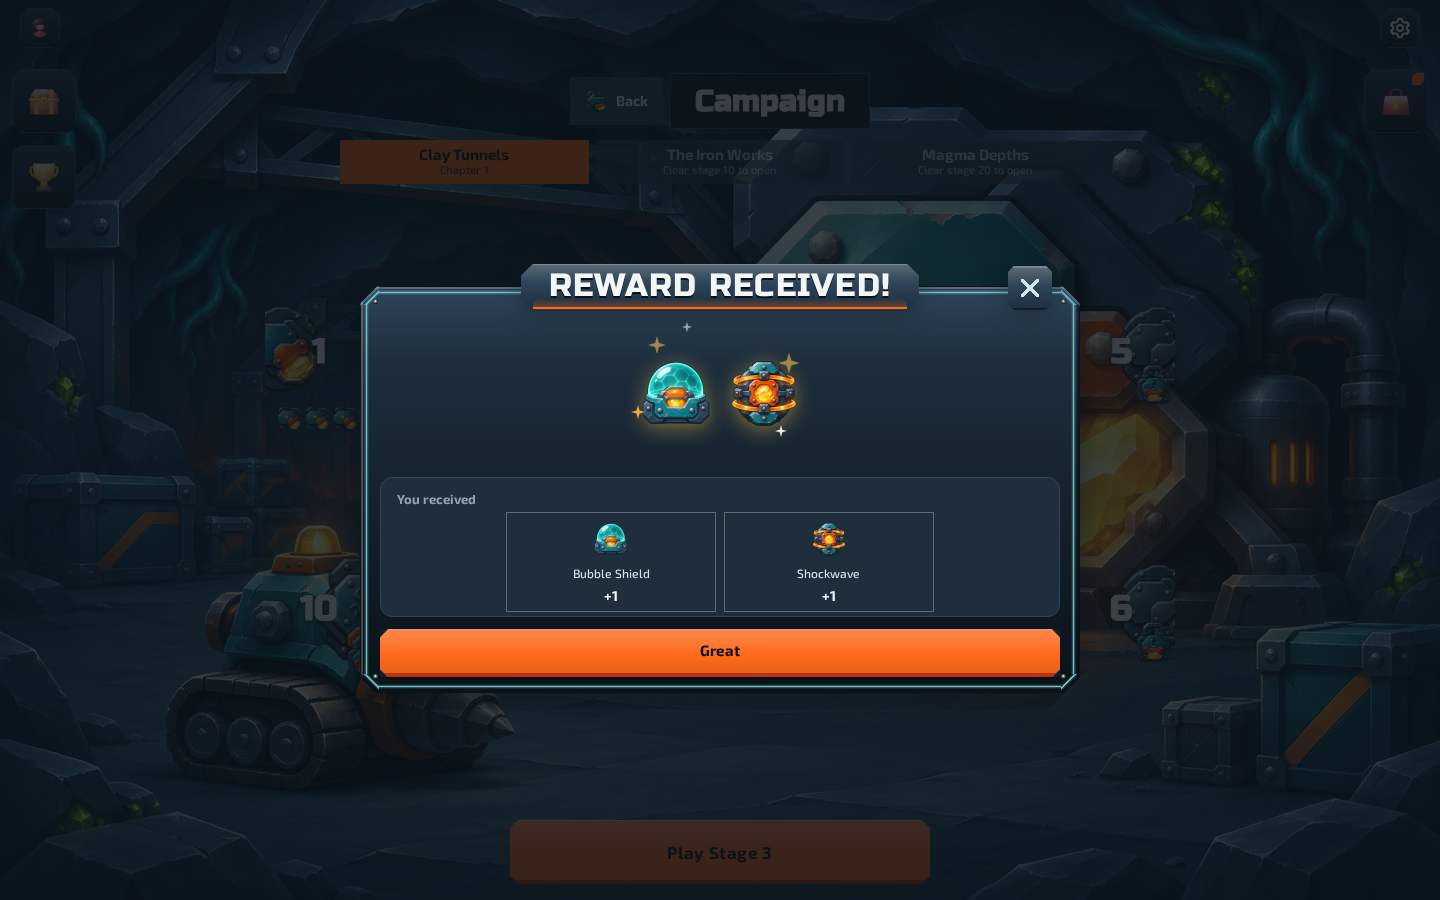 Back
Campaign
Clay Tunnels
Chapter 1
The Iron Works
Clear stage 10 to open
Magma Depths
Clear stage 20 to open
REWARD RECEIVED!
1
5
You received
Bubble Shield
+1
Shockwave
+1
10
6
Great
Play Stage 3